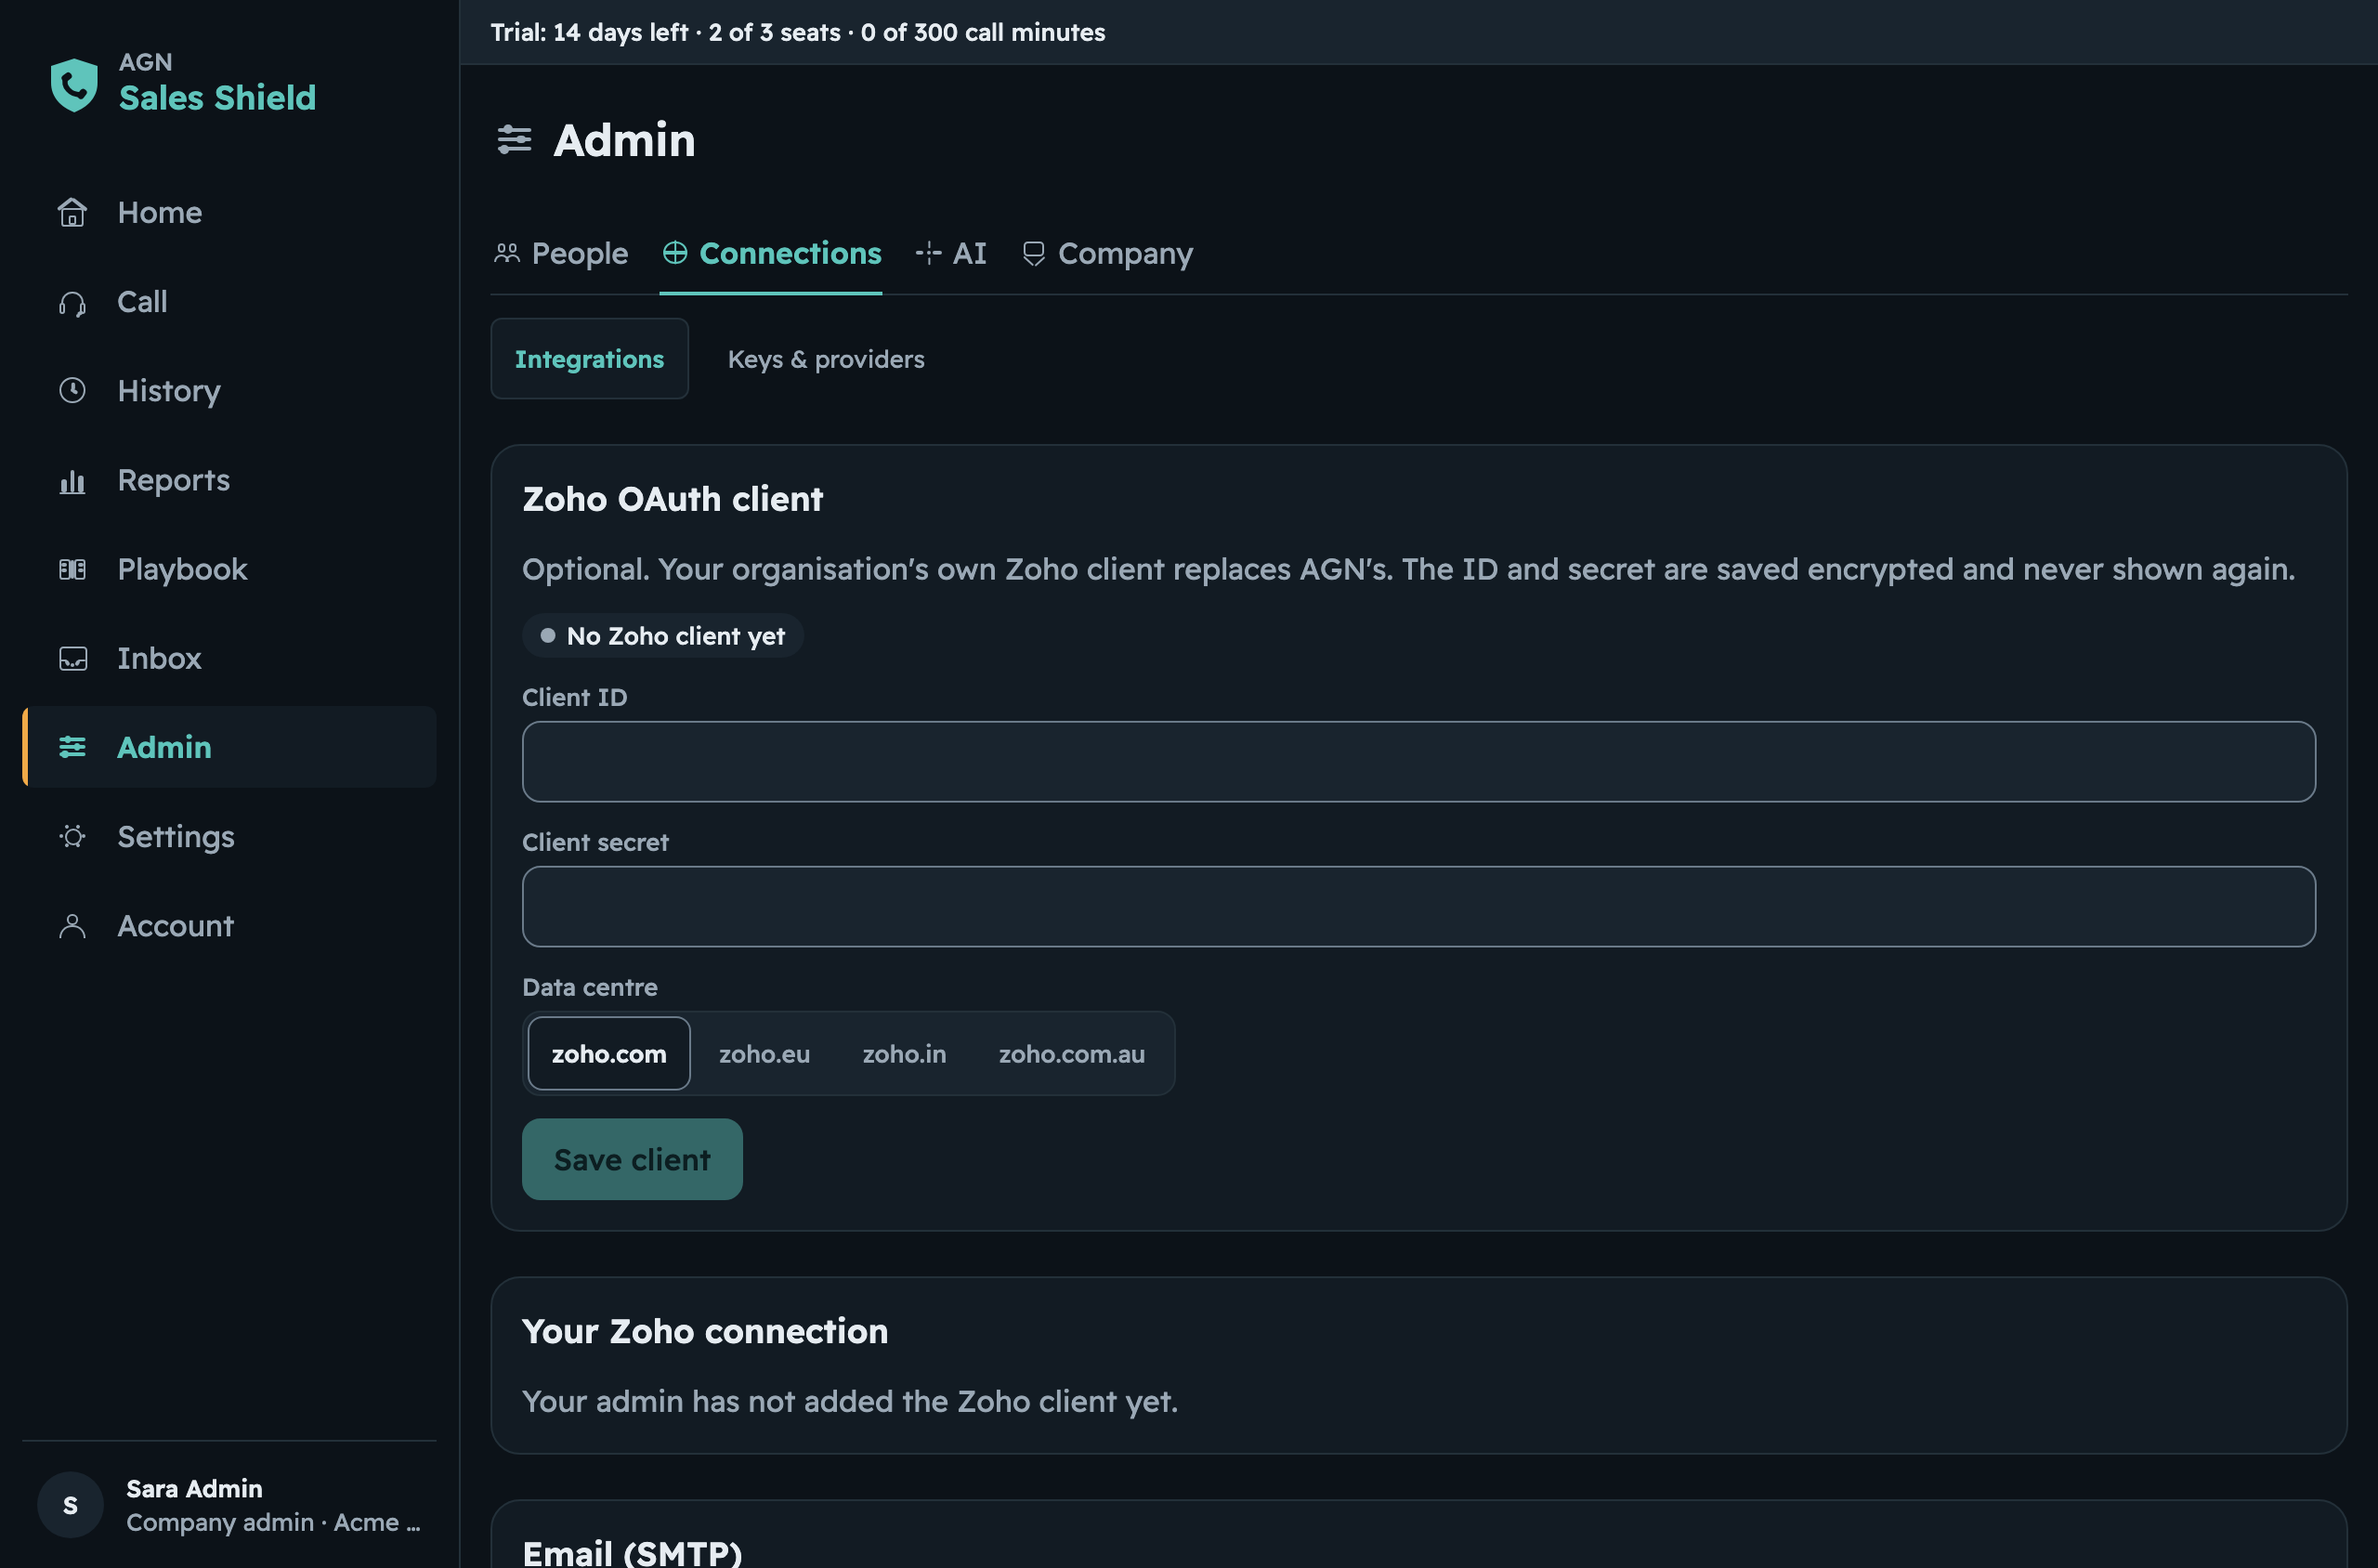 AGN
Sales Shield
Home
Call
History
Reports
Playbook
Inbox
Admin
Settings
Account
S
Sara Admin
Company admin · Acme ...
Trial: 14 days left · 2 of 3 seats · 0 of 300 call minutes
Admin
People
Connections
AI
Company
Integrations
Keys & providers
Zoho OAuth client
Optional. Your organisation's own Zoho client replaces AGN's. The ID and secret are saved encrypted and never shown again.
No Zoho client yet
Client ID
Client secret
Data centre
zoho.com
zoho.eu
zoho.in
zoho.com.au
Save client
Your Zoho connection
Your admin has not added the Zoho client yet.
Email (SMTP)